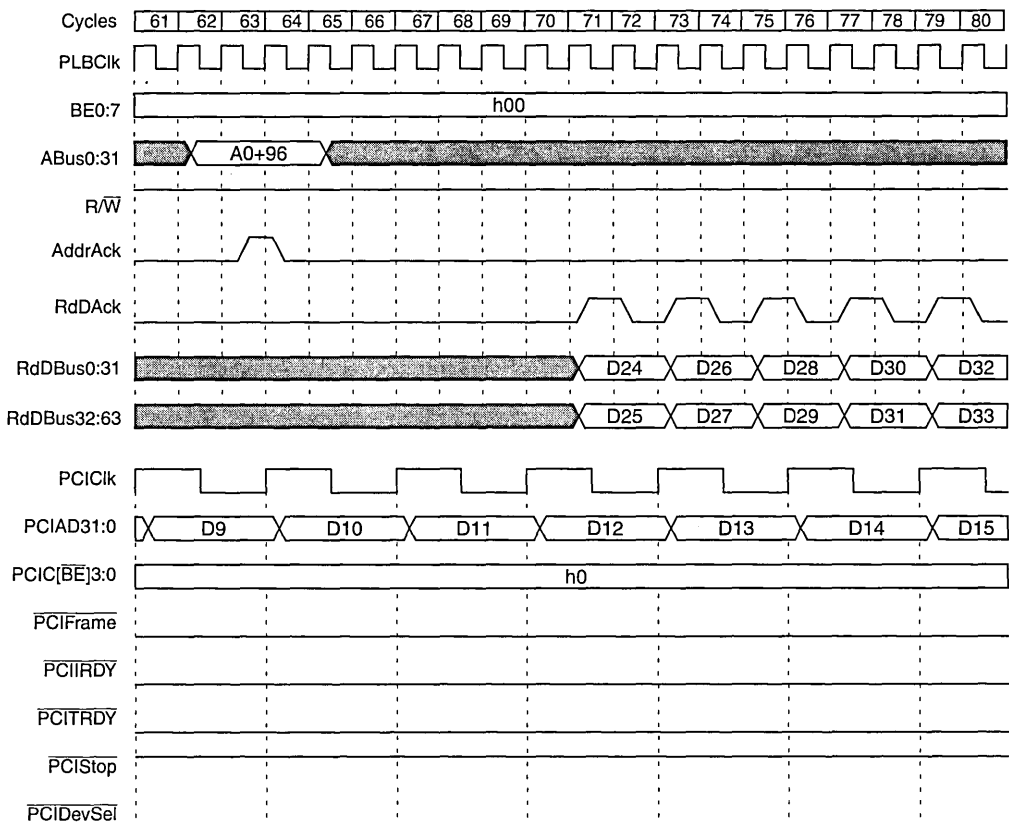 Cycles 61 62 63 64 65 66 67 68 69 70 71 72 73 74 75 76 77 78 79 80
PLBClk
BE0:7 h00
ABus0:31 A0+96
R/W
AddrAck
RdDAck
RdDBus0:31 D24 D26 D28 D30 D32
RdDBus32:63 D25 D27 D29 D31 D33
PCIClk
PCIAD31:0 D9 D10 D11 D12 D13 D14 D15
PCIC[BE]3:0 h0
PCIFrame
PCIIRDY
PCITRDY
PCIStop
PCIDevSel